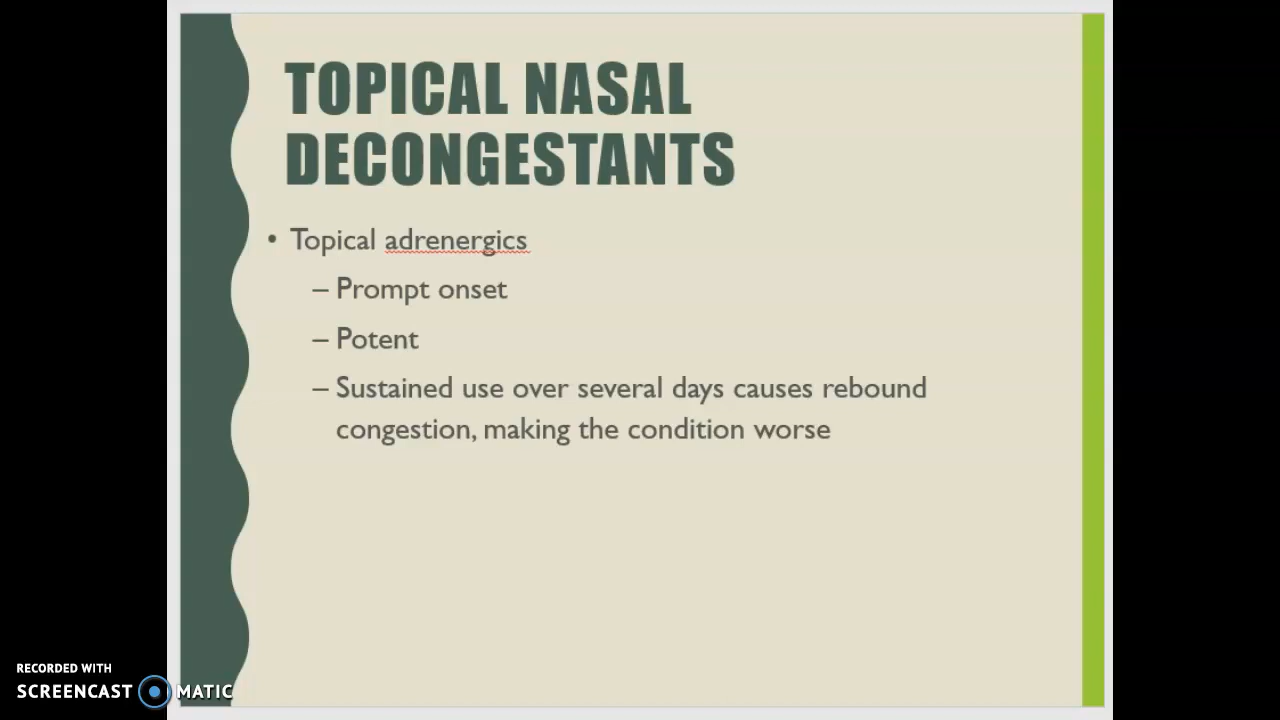 TOPICAL NASAL
DECONGESTANTS
• Topical adrenergics
– Prompt onset
– Potent
– Sustained use over several days causes rebound
congestion, making the condition worse
RECORDED WITH
SCREENCAST MATIC